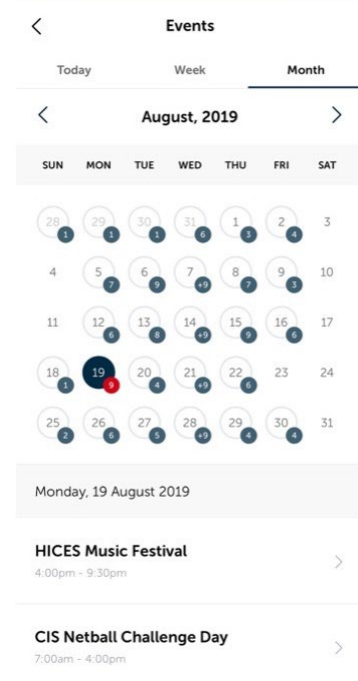 Events
Today Week Month
August, 2019
SUN MON TUE WED THU FRI SAT
28 29 30 31 1 2 3
1 1 1 6 3 4
4 5 6 7 8 9 10
7 9 +9 7 3
11 12 13 14 15 16 17
6 8 +9 9 6
18 19 20 21 22 23 24
1 9 4 +9 6
25 26 27 28 29 30 31
2 6 5 +9 4 4
Monday, 19 August 2019
HICES Music Festival
4:00pm - 9:30pm
CIS Netball Challenge Day
7:00am - 4:00pm